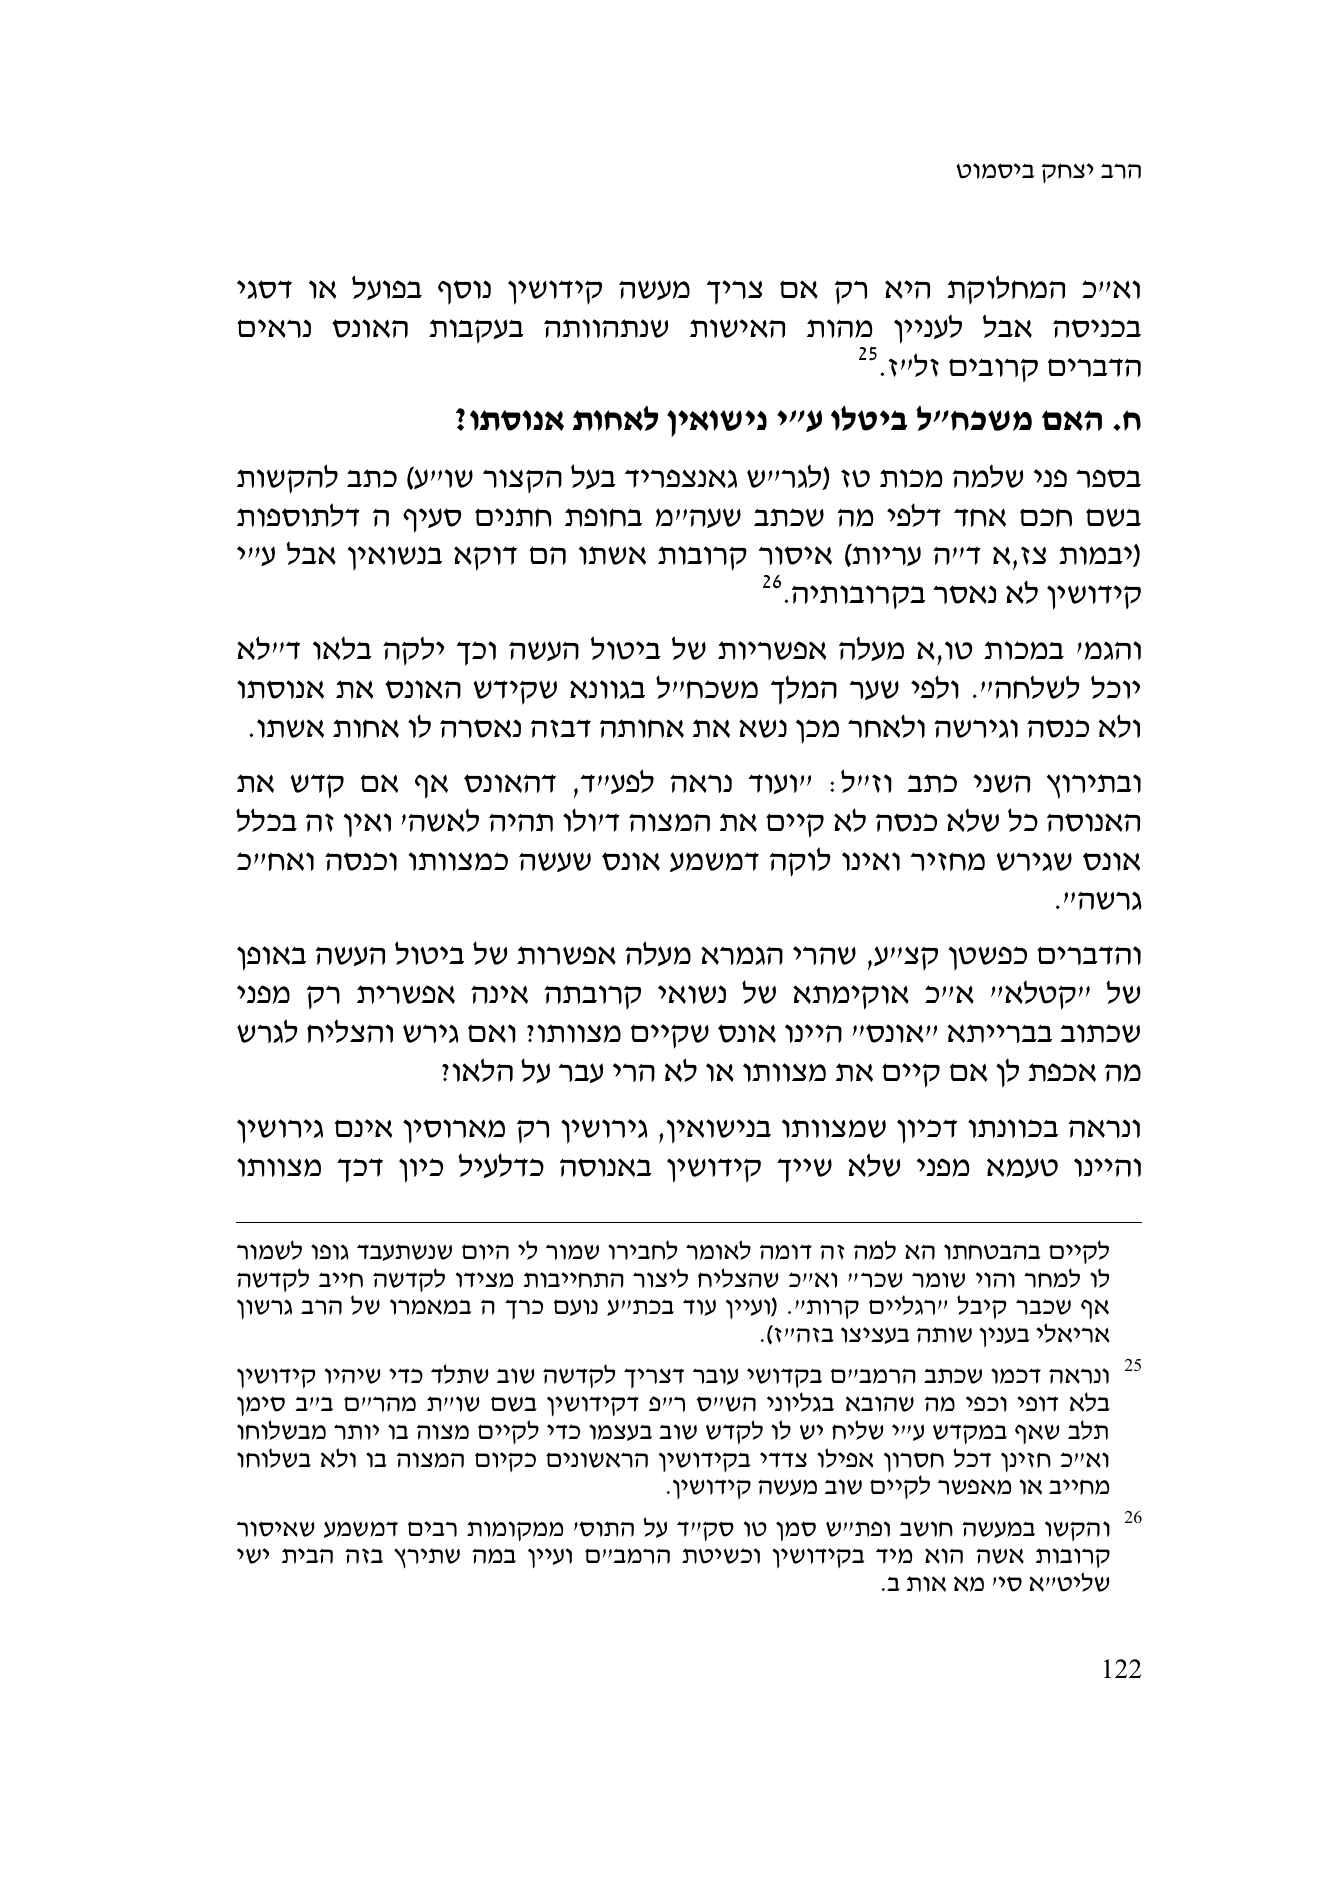 הרב יצחק ביסמוט
וא״כ המחלוקת היא רק אם צריך מעשה קידושין נוסף בפועל או דסגי
בכניסה אבל לעניין מהות האישות שנתהוותה בעקבות האונס נראים
הדברים קרובים זל״ז.25
ח. האם משכח״ל ביטלו ע״י נישואין לאחות אנוסתו?
בספר פני שלמה מכות טז (לגר״ש גאנצפריד בעל הקצור שו״ע) כתב להקשות
בשם חכם אחד דלפי מה שכתב שעה״מ בחופת חתנים סעיף ה דלתוספות
(יבמות צז,א ד״ה עריות) איסור קרובות אשתו הם דוקא בנשואין אבל ע״י
קידושין לא נאסר בקרובותיה.26
והגמ׳ במכות טו,א מעלה אפשריות של ביטול העשה וכך ילקה בלאו ד״לא
יוכל לשלחה״. ולפי שער המלך משכח״ל בגוונא שקידש האונס את אנוסתו
ולא כנסה וגירשה ולאחר מכן נשא את אחותה דבזה נאסרה לו אחות אשתו.
ובתירוץ השני כתב וז״ל: ״ועוד נראה לפע״ד, דהאונס אף אם קדש את
האנוסה כל שלא כנסה לא קיים את המצוה ד׳ולו תהיה לאשה׳ ואין זה בכלל
אונס שגירש מחזיר ואינו לוקה דמשמע אונס שעשה כמצוותו וכנסה ואח״כ
גרשה״.
והדברים כפשטן קצ״ע, שהרי הגמרא מעלה אפשרות של ביטול העשה באופן
של ״קטלא״ א״כ אוקימתא של נשואי קרובתה אינה אפשרית רק מפני
שכתוב בברייתא ״אונס״ היינו אונס שקיים מצוותו? ואם גירש והצליח לגרש
מה אכפת לן אם קיים את מצוותו או לא הרי עבר על הלאו?
ונראה בכוונתו דכיון שמצוותו בנישואין, גירושין רק מארוסין אינם גירושין
והיינו טעמא מפני שלא שייך קידושין באנוסה כדלעיל כיון דכך מצוותו
לקיים בהבטחתו הא למה זה דומה לאומר לחבירו שמור לי היום שנשתעבד גופו לשמור
לו למחר והוי שומר שכר״ וא״כ שהצליח ליצור התחייבות מצידו לקדשה חייב לקדשה
אף שכבר קיבל ״רגליים קרות״. (ועיין עוד בכת״ע נועם כרך ה במאמרו של הרב גרשון
אריאלי בענין שותה בעציצו בזה״ז).
25 ונראה דכמו שכתב הרמב״ם בקדושי עובר דצריך לקדשה שוב שתלד כדי שיהיו קידושין
בלא דופי וכפי מה שהובא בגליוני הש״ס ר״פ דקידושין בשם שו״ת מהר״ם ב״ב סימן
תלב שאף במקדש ע״י שליח יש לו לקדש שוב בעצמו כדי לקיים מצוה בו יותר מבשלוחו
וא״כ חזינן דכל חסרון אפילו צדדי בקידושין הראשונים כקיום המצוה בו ולא בשלוחו
מחייב או מאפשר לקיים שוב מעשה קידושין.
26 והקשו במעשה חושב ופת״ש סמן טו סק״ד על התוס׳ ממקומות רבים דמשמע שאיסור
קרובות אשה הוא מיד בקידושין וכשיטת הרמב״ם ועיין במה שתירץ בזה הבית ישי
שליט״א סי׳ מא אות ב.
122